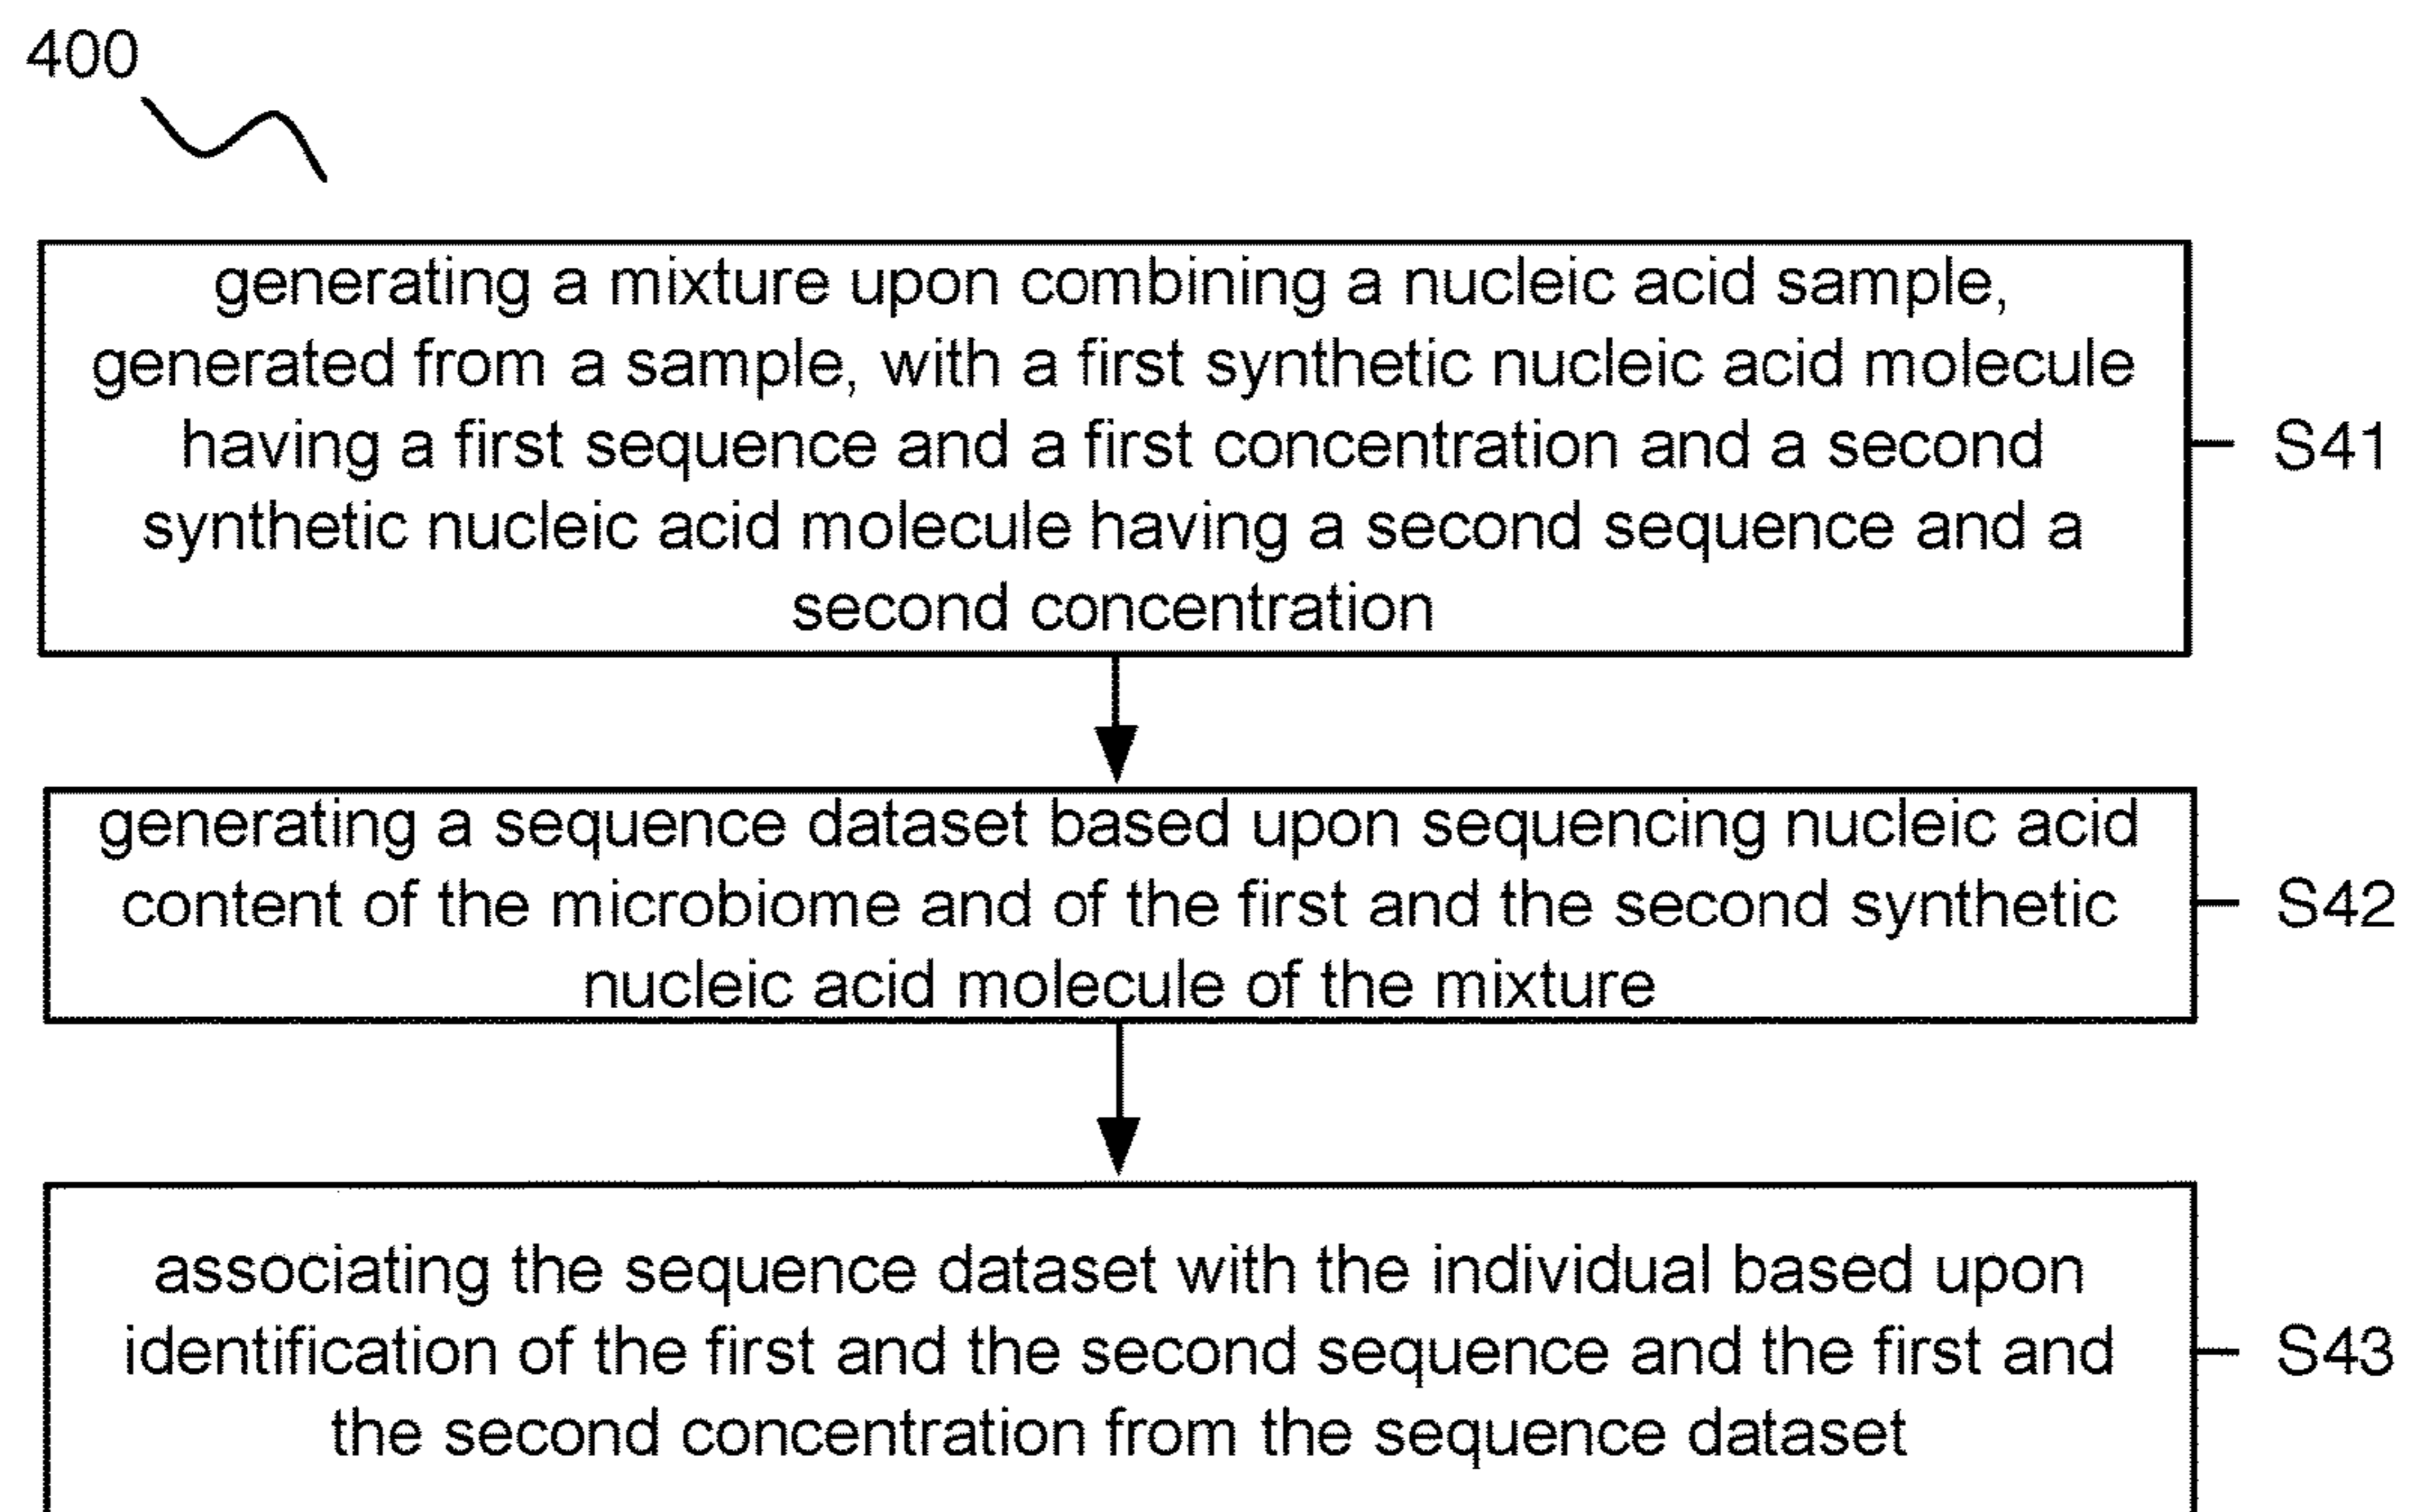 400
generating a mixture upon combining a nucleic acid sample,
generated from a sample, with a first synthetic nucleic acid molecule
having a first sequence and a first concentration and a second
synthetic nucleic acid molecule having a second sequence and a
second concentration
S41
generating a sequence dataset based upon sequencing nucleic acid
content of the microbiome and of the first and the second synthetic
nucleic acid molecule of the mixture
S42
associating the sequence dataset with the individual based upon
identification of the first and the second sequence and the first and
the second concentration from the sequence dataset
S43